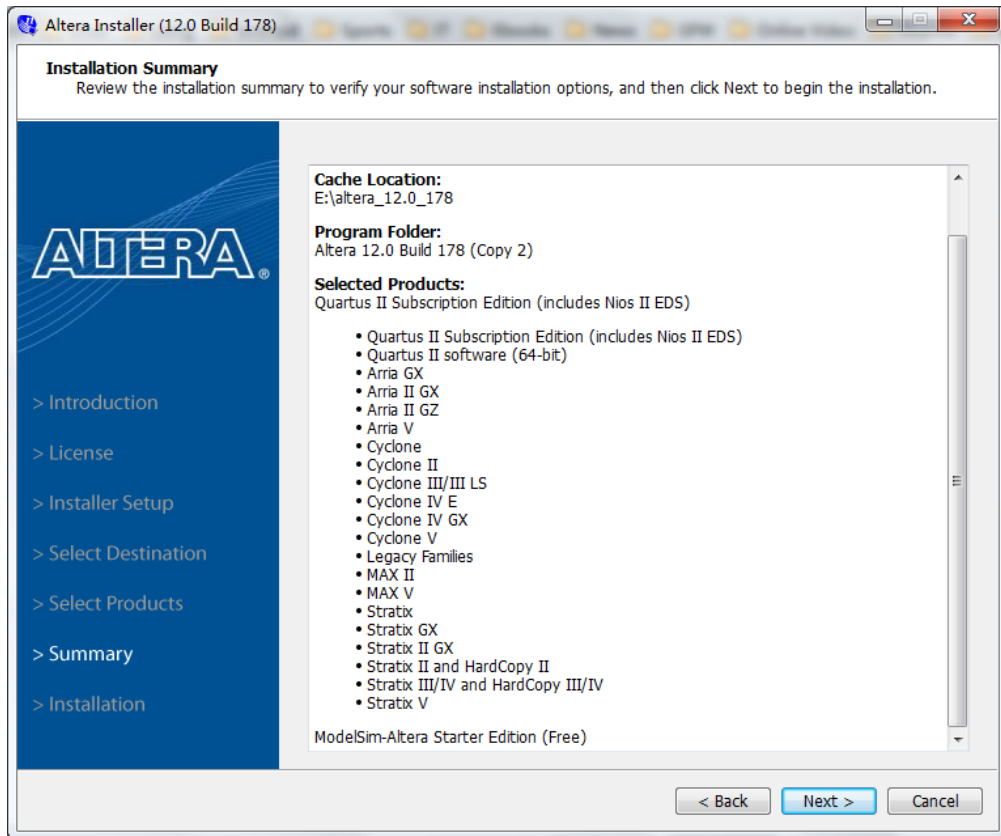 Altera Installer (12.0 Build 178)
Installation Summary
Review the installation summary to verify your software installation options, and then click Next to begin the installation.
ALTERA®
> Introduction
> License
> Installer Setup
> Select Destination
> Select Products
> Summary
> Installation
Cache Location:
E:\altera_12.0_178
Program Folder:
Altera 12.0 Build 178 (Copy 2)
Selected Products:
Quartus II Subscription Edition (includes Nios II EDS)
• Quartus II Subscription Edition (includes Nios II EDS)
• Quartus II software (64-bit)
• Arria GX
• Arria II GX
• Arria II GZ
• Arria V
• Cyclone
• Cyclone II
• Cyclone III/III LS
• Cyclone IV E
• Cyclone IV GX
• Cyclone V
• Legacy Families
• MAX II
• MAX V
• Stratix
• Stratix GX
• Stratix II GX
• Stratix II and HardCopy II
• Stratix III/IV and HardCopy III/IV
• Stratix V
ModelSim-Altera Starter Edition (Free)
< Back
Next >
Cancel